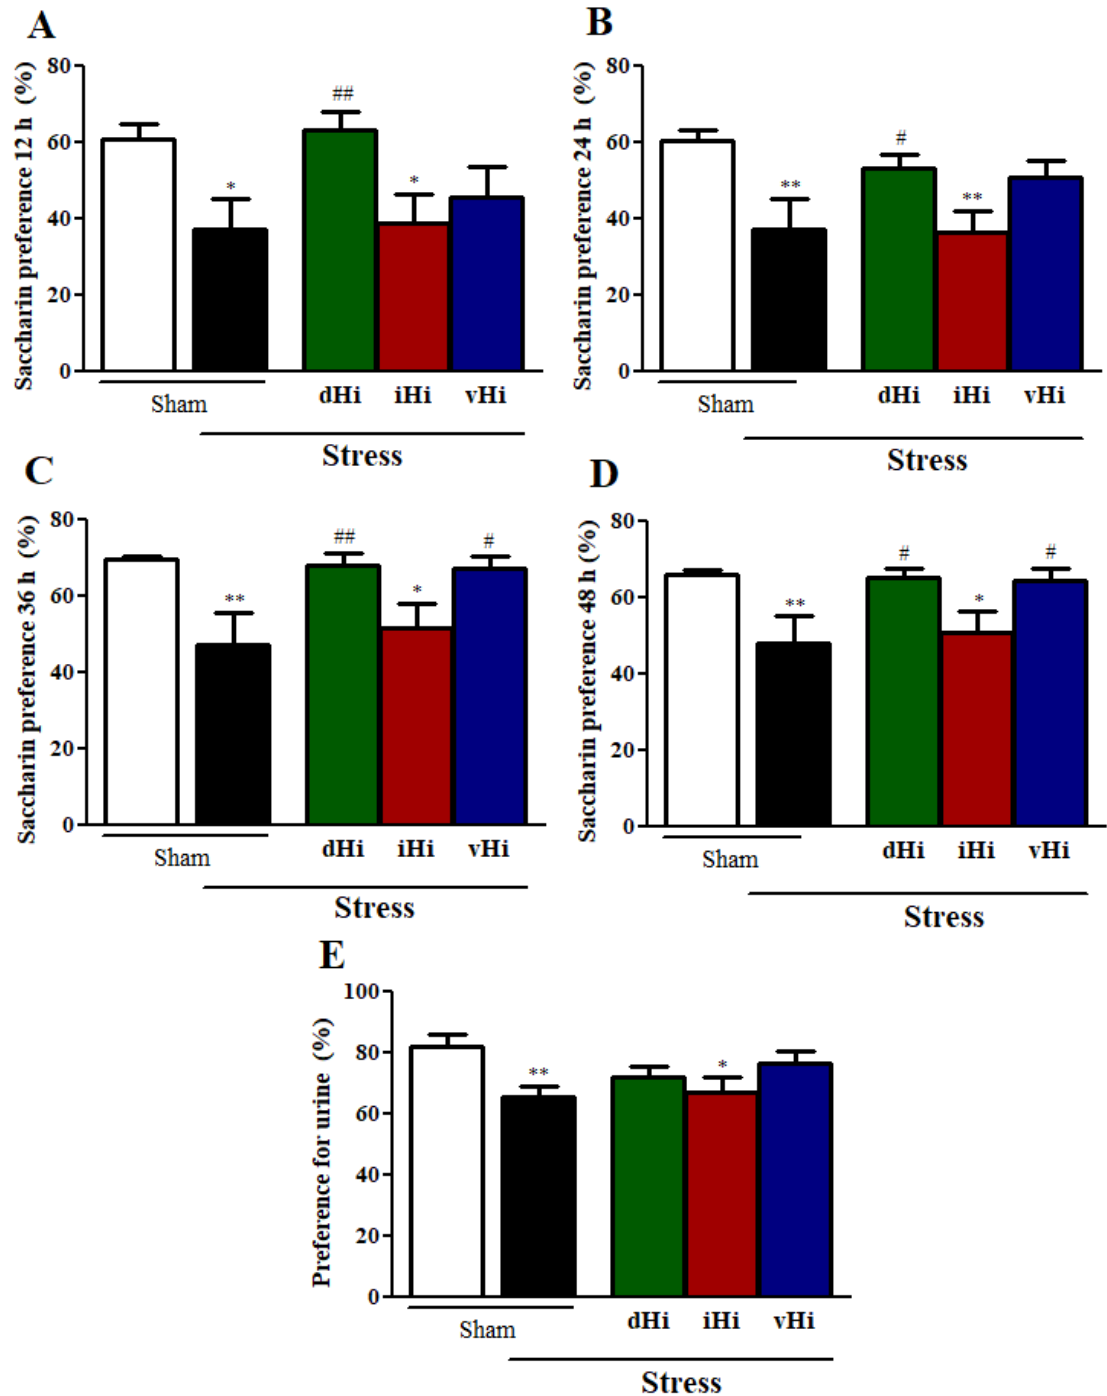 A
Saccharin preference 12 h (%)
80
60
40
20
0
*
##
*
Sham
dHi
iHi
vHi
Stress
B
Saccharin preference 24 h (%)
80
60
40
20
0
**
#
**
Sham
dHi
iHi
vHi
Stress
C
Saccharin preference 36 h (%)
80
60
40
20
0
**
##
*
#
Sham
dHi
iHi
vHi
Stress
D
Saccharin preference 48 h (%)
80
60
40
20
0
**
#
*
#
Sham
dHi
iHi
vHi
Stress
E
Preference for urine (%)
100
80
60
40
20
0
**
*
Sham
dHi
iHi
vHi
Stress